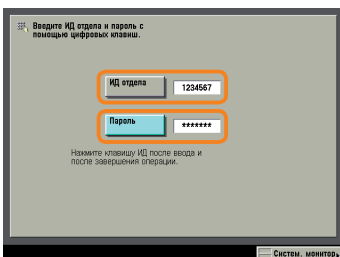 Введите ИД отдела и пароль с
помощью цифровых клавиш.
ИД отдела
1234567
Пароль
*******
Нажмите клавишу ИД после ввода и
после завершения операции.
Систем. монитор